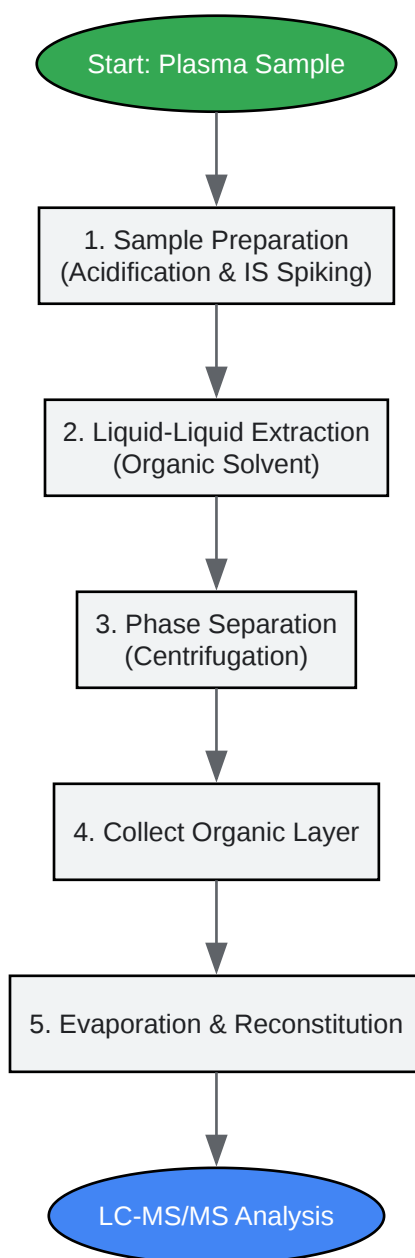 Start: Plasma Sample
1. Sample Preparation
(Acidification & IS Spiking)
2. Liquid-Liquid Extraction
(Organic Solvent)
3. Phase Separation
(Centrifugation)
4. Collect Organic Layer
5. Evaporation & Reconstitution
LC-MS/MS Analysis